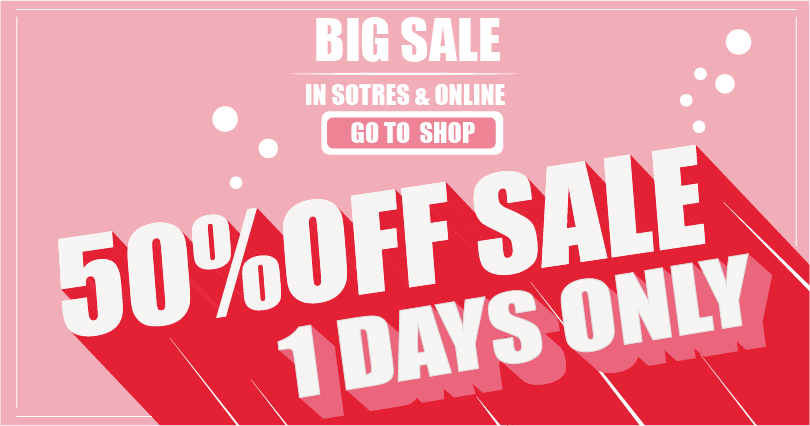 BIG SALE
IN SOTRES & ONLINE
GO TO SHOP
50%OFF SALE
1 DAYS ONLY